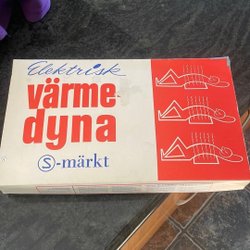 Elektrisk
värme
dyna
S-märkt